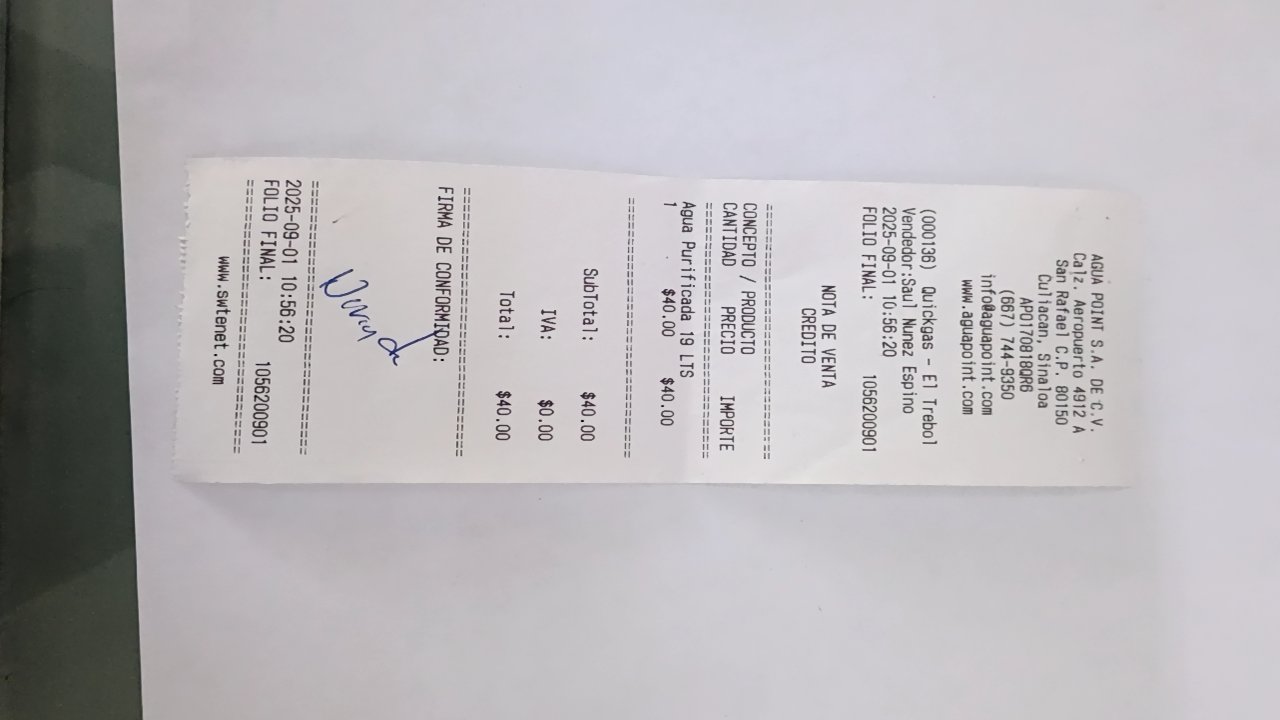 AGUA POINT S.A. DE C.V.
Calz. Aeropuerto 4912 A
San Rafael C.P. 80150
Culiacan, Sinaloa
APO170818QR6
(667) 744-9350
info@aguapoint.com
www.aguapoint.com
(000136) Quickgas - El Trebol
Vendedor:Saul Nunez Espino
2025-09-01 10:56:20
FOLIO FINAL: 1056200901
NOTA DE VENTA
CREDITO
==============================
CONCEPTO / PRODUCTO
CANTIDAD PRECIO IMPORTE
==============================
Agua Purificada 19 LTS
1 $40.00 $40.00
==============================
SubTotal: $40.00
IVA: $0.00
Total: $40.00
==============================
FIRMA DE CONFORMIDAD:
==============================
2025-09-01 10:56:20
FOLIO FINAL: 1056200901
==============================
www.swtenet.com